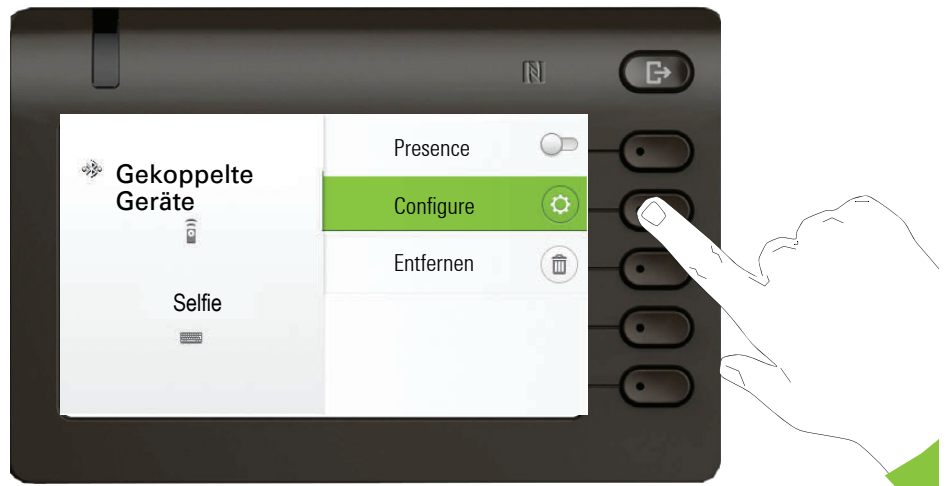 Gekoppelte
Geräte
Selfie
Presence
Configure
Entfernen